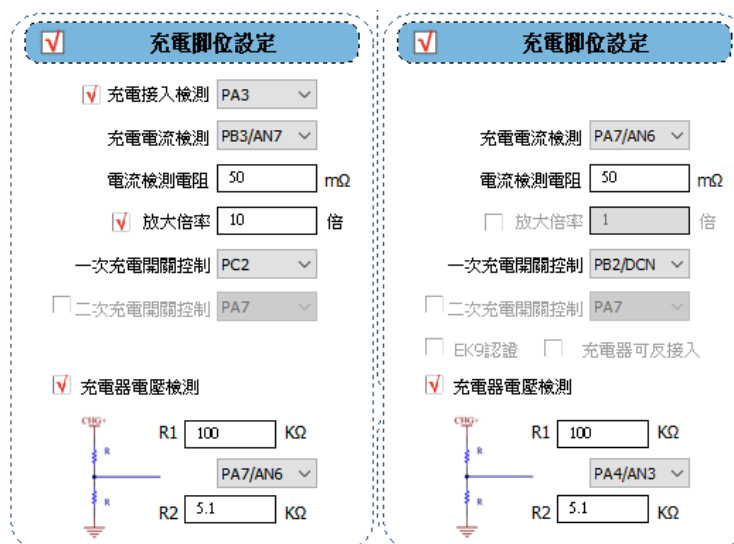 充電腳位設定
充電接入檢測 PA3
充電電流檢測 PB3/AN7
電流檢測電阻 50 mΩ
放大倍率 10 倍
一次充電開關控制 PC2
二次充電開關控制 PA7
充電器電壓檢測
CHG+
R1 100 KΩ
R
PA7/AN6
R
R2 5.1 KΩ
充電腳位設定
充電電流檢測 PA7/AN6
電流檢測電阻 50 mΩ
放大倍率 1 倍
一次充電開關控制 PB2/DCN
二次充電開關控制 PA7
EK9認證 充電器可反接入
充電器電壓檢測
CHG+
R1 100 KΩ
R
PA4/AN3
R
R2 5.1 KΩ